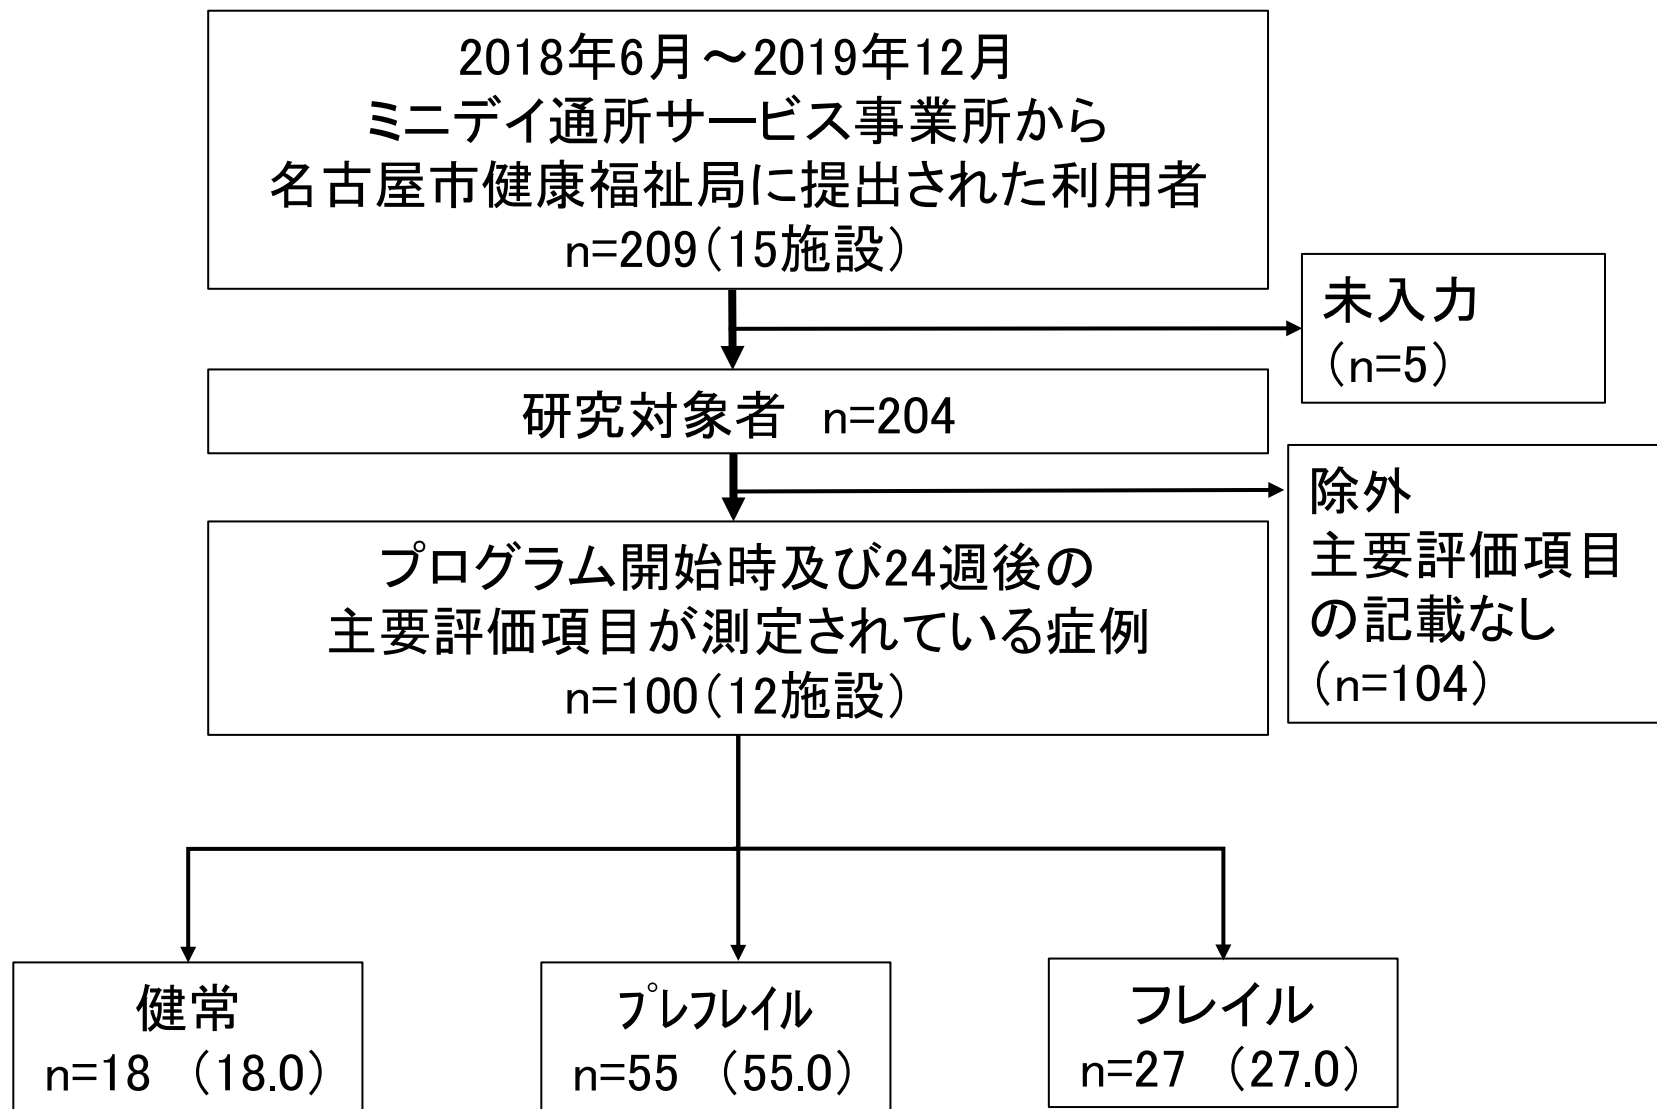 2018年6月～2019年12月
ミニデイ通所サービス事業所から
名古屋市健康福祉局に提出された利用者
n=209（15施設）
未入力
（n=5）
研究対象者　n=204
除外
主要評価項目
の記載なし
（n=104）
プログラム開始時及び24週後の
主要評価項目が測定されている症例
n=100（12施設）
健常
n=18　（18.0）
ﾌﾟﾚﾌﾚｲﾙ
n=55　（55.0）
フレイル
n=27　（27.0）